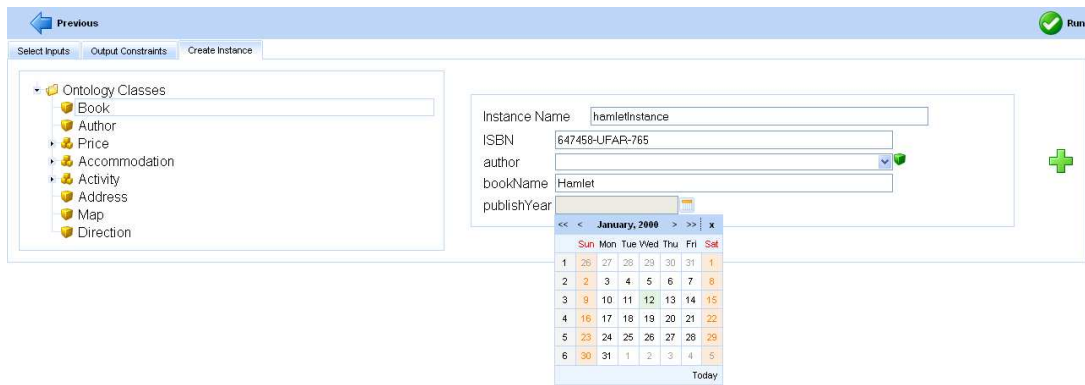 Previous
Run
Select Inputs Output Constraints Create Instance
Ontology Classes
Book
Author
Price
Accommodation
Activity
Address
Map
Direction
Instance Name hamletInstance
ISBN 647458-UFAR-765
author
bookName Hamlet
publishYear
<< < January, 2000 > >> x
Sun Mon Tue Wed Thu Fri Sat
1 26 27 28 29 30 31 1
2 2 3 4 5 6 7 8
3 9 10 11 12 13 14 15
4 16 17 18 19 20 21 22
5 23 24 25 26 27 28 29
6 30 31 1 2 3 4 5
Today